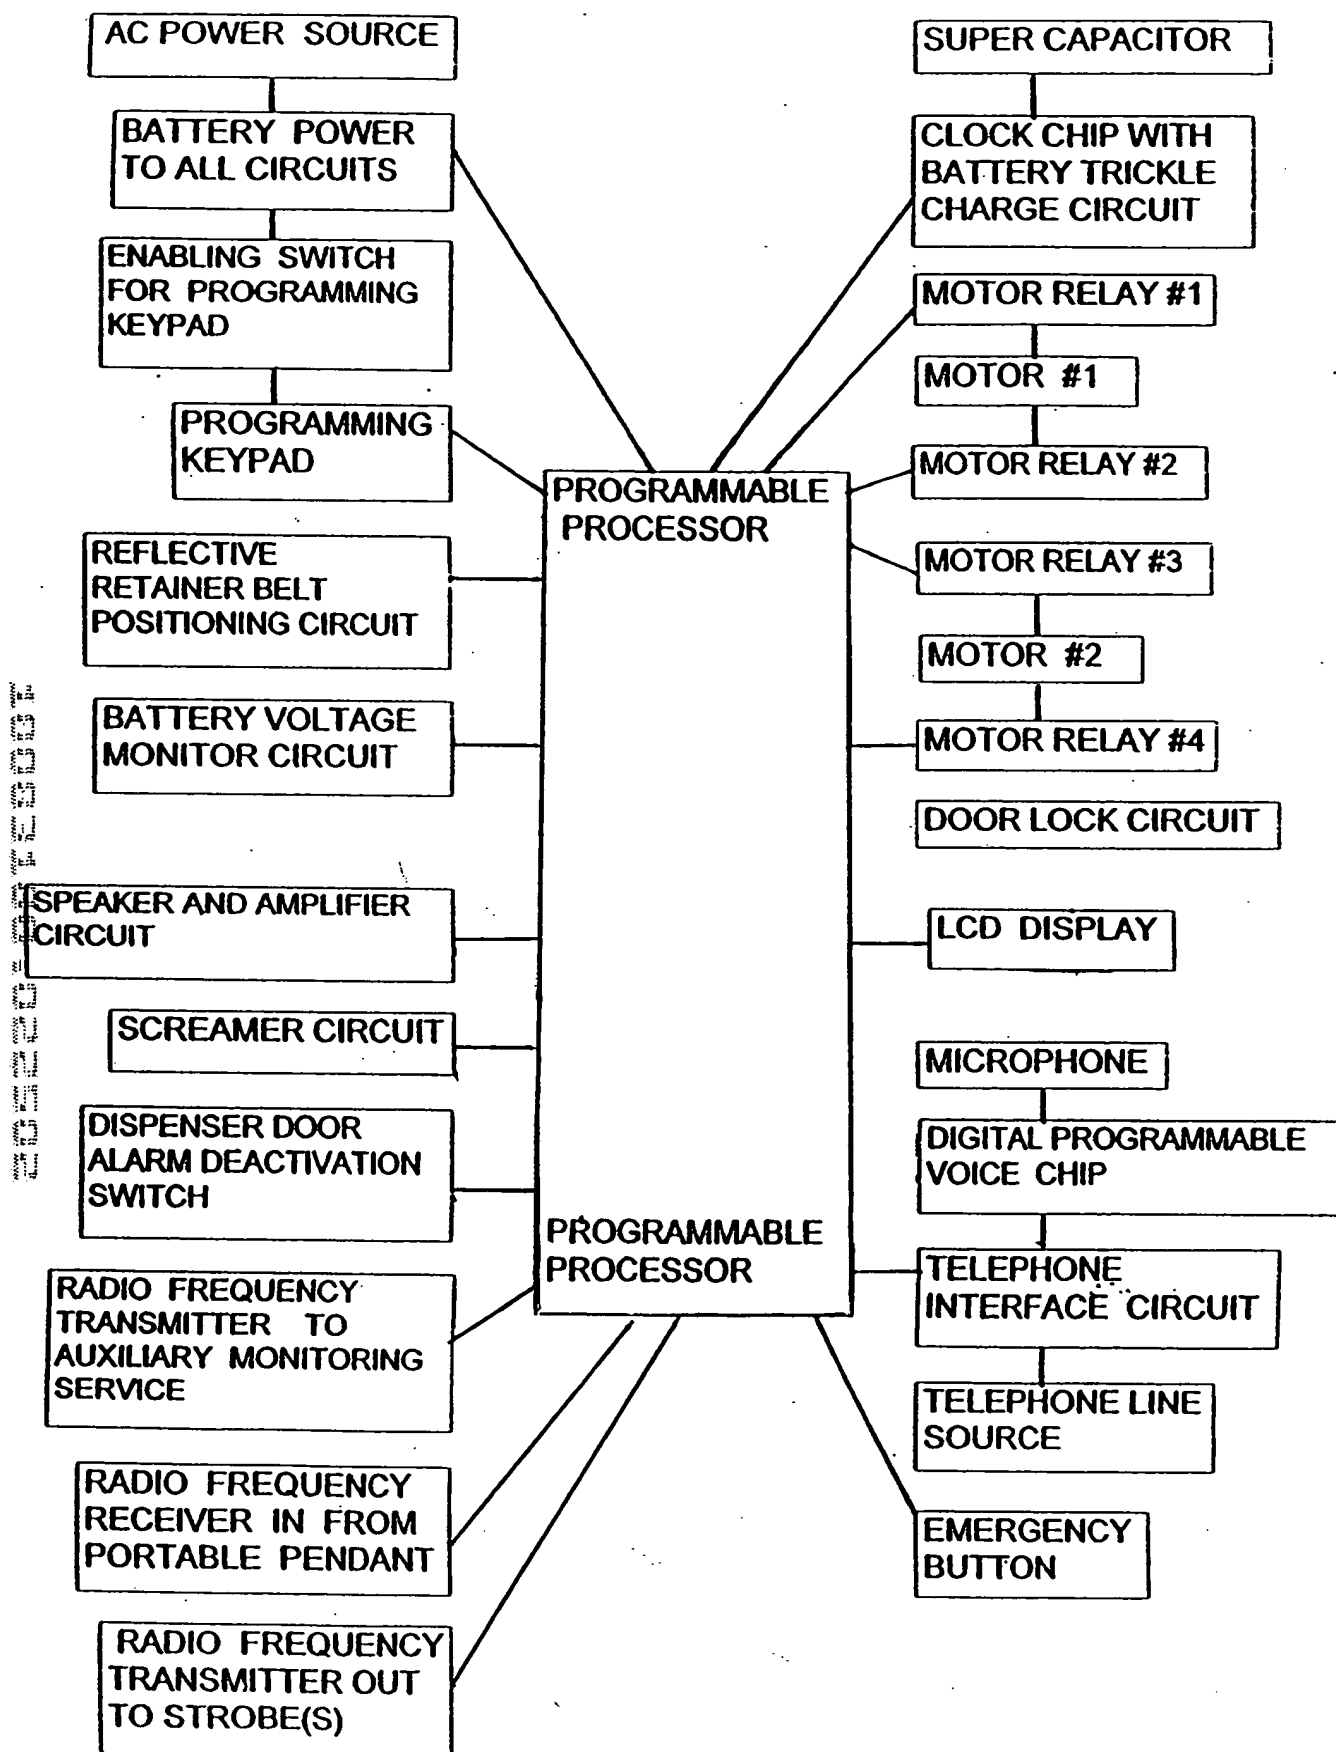 AC POWER SOURCE
BATTERY POWER
TO ALL CIRCUITS
ENABLING SWITCH
FOR PROGRAMMING
KEYPAD
PROGRAMMING
KEYPAD
REFLECTIVE
RETAINER BELT
POSITIONING CIRCUIT
BATTERY VOLTAGE
MONITOR CIRCUIT
SPEAKER AND AMPLIFIER
CIRCUIT
SCREAMER CIRCUIT
DISPENSER DOOR
ALARM DEACTIVATION
SWITCH
RADIO FREQUENCY
TRANSMITTER TO
AUXILIARY MONITORING
SERVICE
RADIO FREQUENCY
RECEIVER IN FROM
PORTABLE PENDANT
RADIO FREQUENCY
TRANSMITTER OUT
TO STROBE(S)
PROGRAMMABLE
PROCESSOR
PROGRAMMABLE
PROCESSOR
SUPER CAPACITOR
CLOCK CHIP WITH
BATTERY TRICKLE
CHARGE CIRCUIT
MOTOR RELAY #1
MOTOR #1
MOTOR RELAY #2
MOTOR RELAY #3
MOTOR #2
MOTOR RELAY #4
DOOR LOCK CIRCUIT
LCD DISPLAY
MICROPHONE
DIGITAL PROGRAMMABLE
VOICE CHIP
TELEPHONE
INTERFACE CIRCUIT
TELEPHONE LINE
SOURCE
EMERGENCY
BUTTON